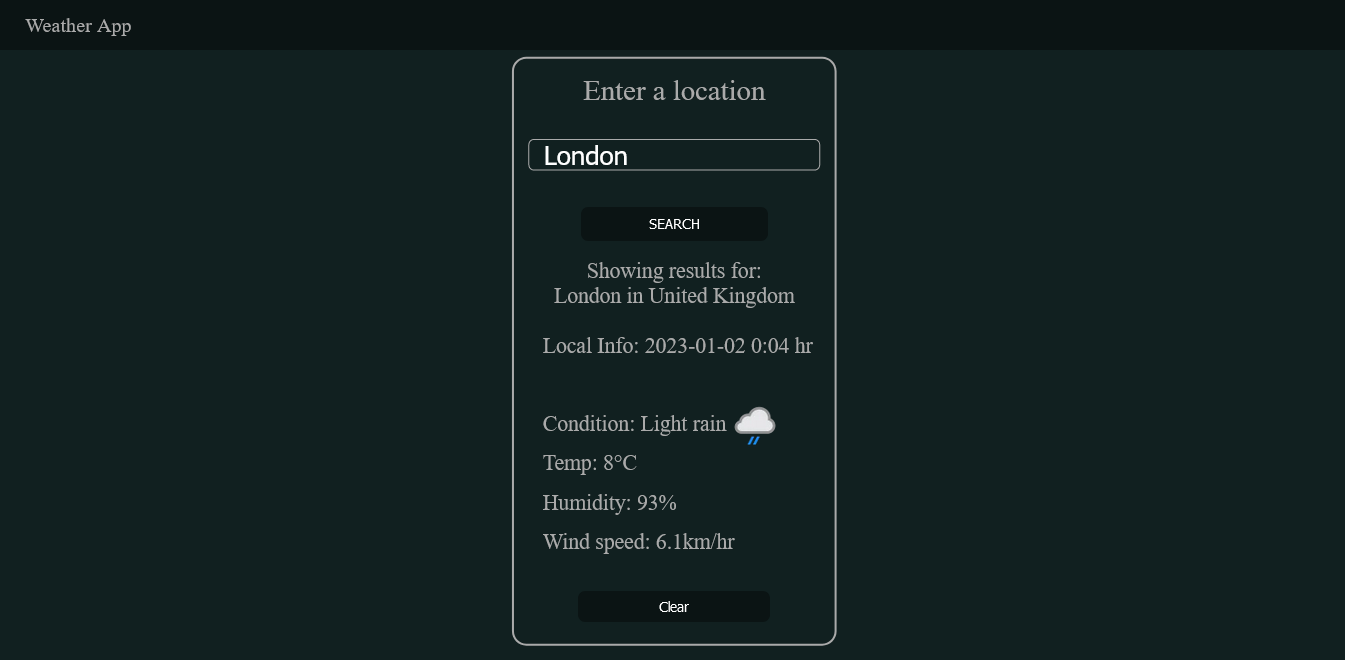 Weather App
Enter a location
London
SEARCH
Showing results for:
London in United Kingdom
Local Info: 2023-01-02 0:04 hr
Condition: Light rain
Temp: 8°C
Humidity: 93%
Wind speed: 6.1km/hr
Clear